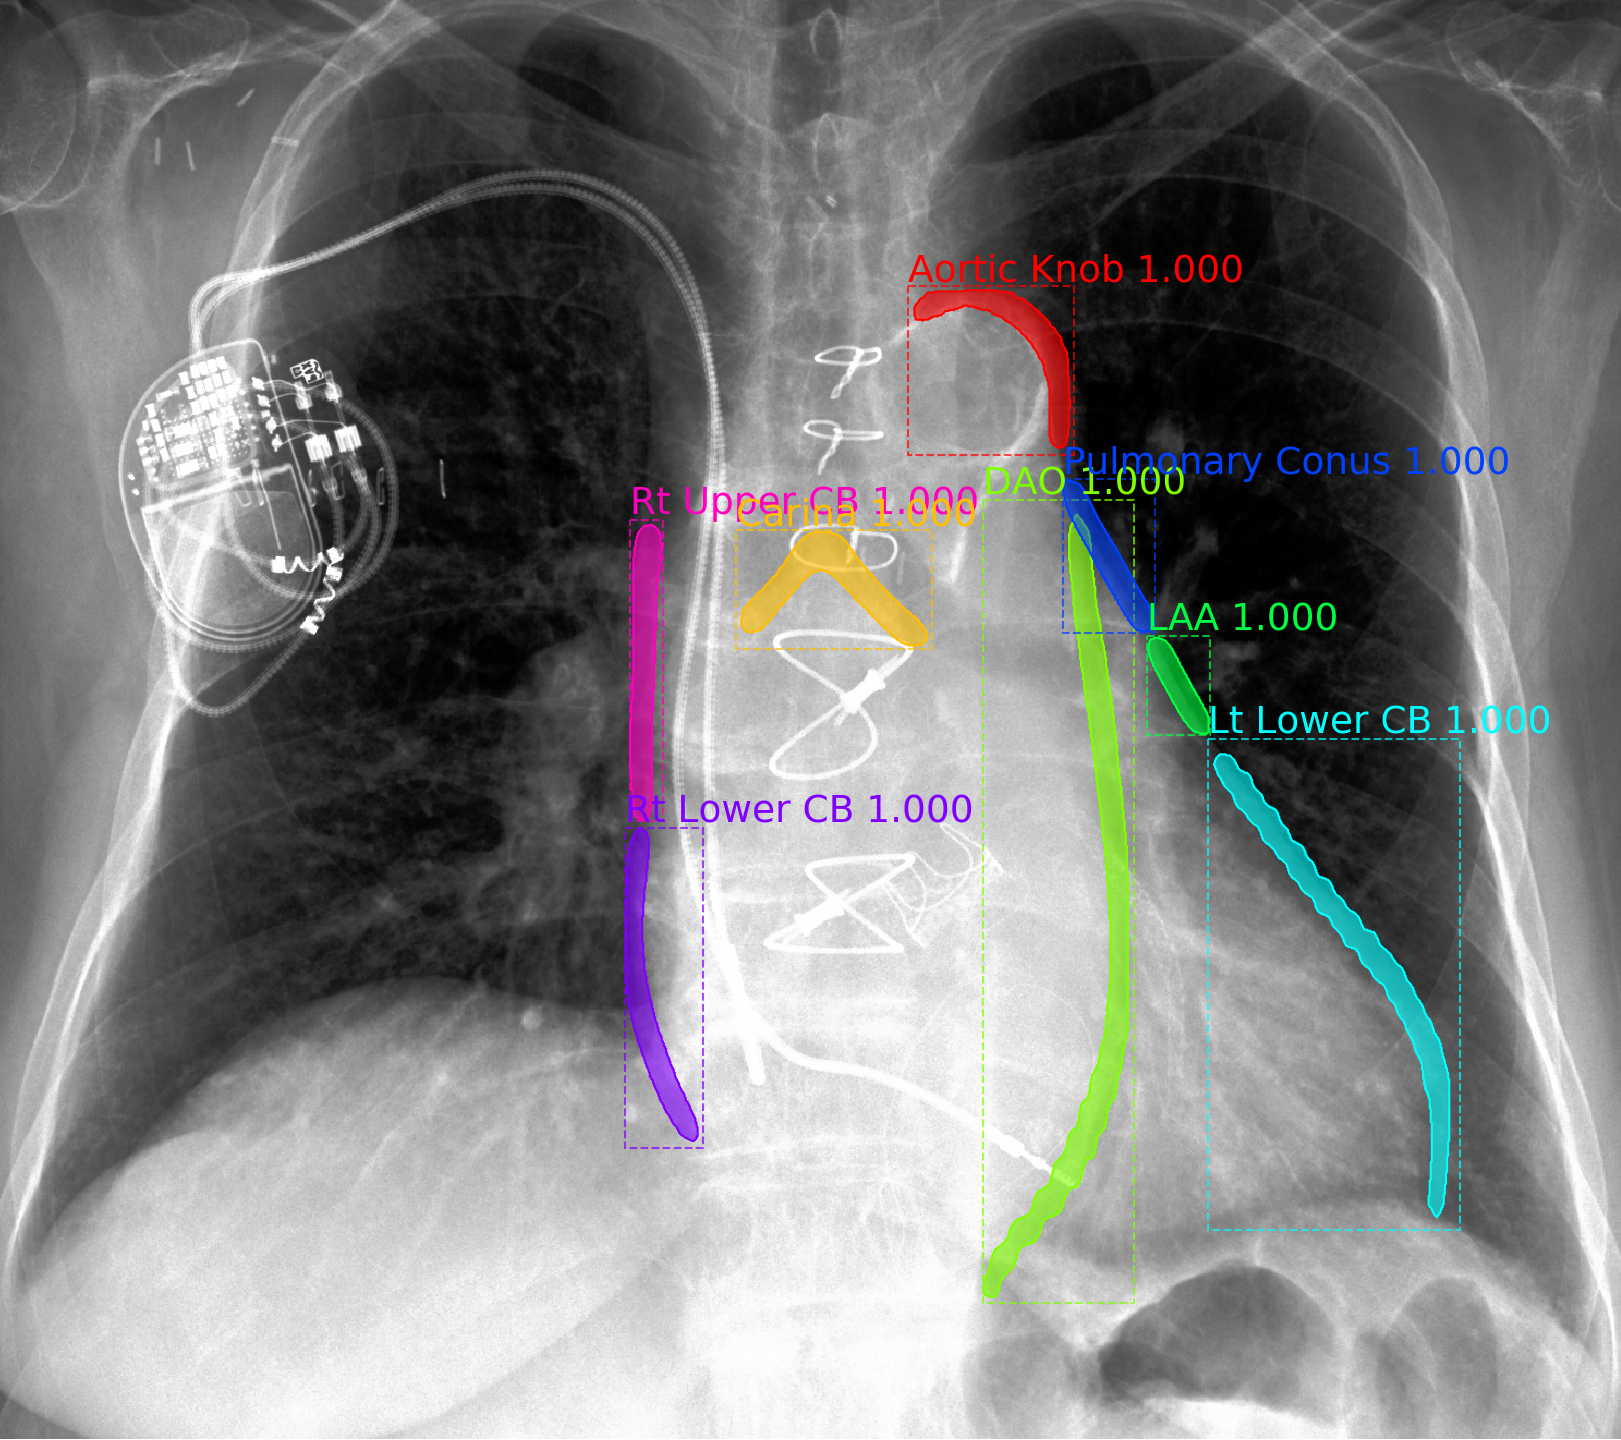 Aortic Knob 1.000
Pulmonary Conus 1.000
DAO 1.000
Rt Upper CB 1.000
Carina 1.000
LAA 1.000
Lt Lower CB 1.000
Rt Lower CB 1.000